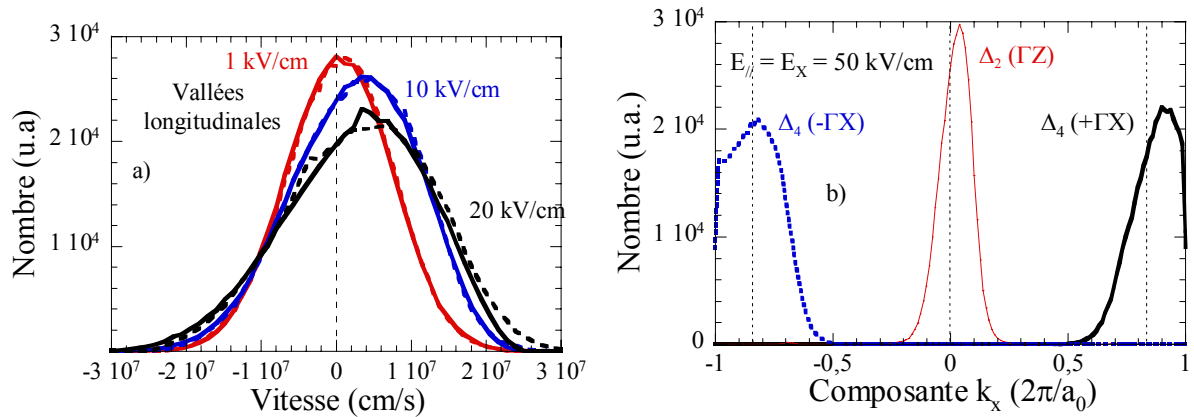 Nombre (u.a)
3 10⁴
2 10⁴
1 10⁴
0
-3 10⁷
-2 10⁷
-1 10⁷
0
1 10⁷
2 10⁷
3 10⁷
Vitesse (cm/s)
1 kV/cm
Vallées
longitudinales
10 kV/cm
a)
20 kV/cm
Nombre (u.a.)
3 10⁴
2 10⁴
1 10⁴
0
-1
-0,5
0
0,5
1
Composante kₓ (2π/a₀)
E// = E_X = 50 kV/cm
Δ₂ (ΓZ)
Δ₄ (-ΓX)
Δ₄ (+ΓX)
b)